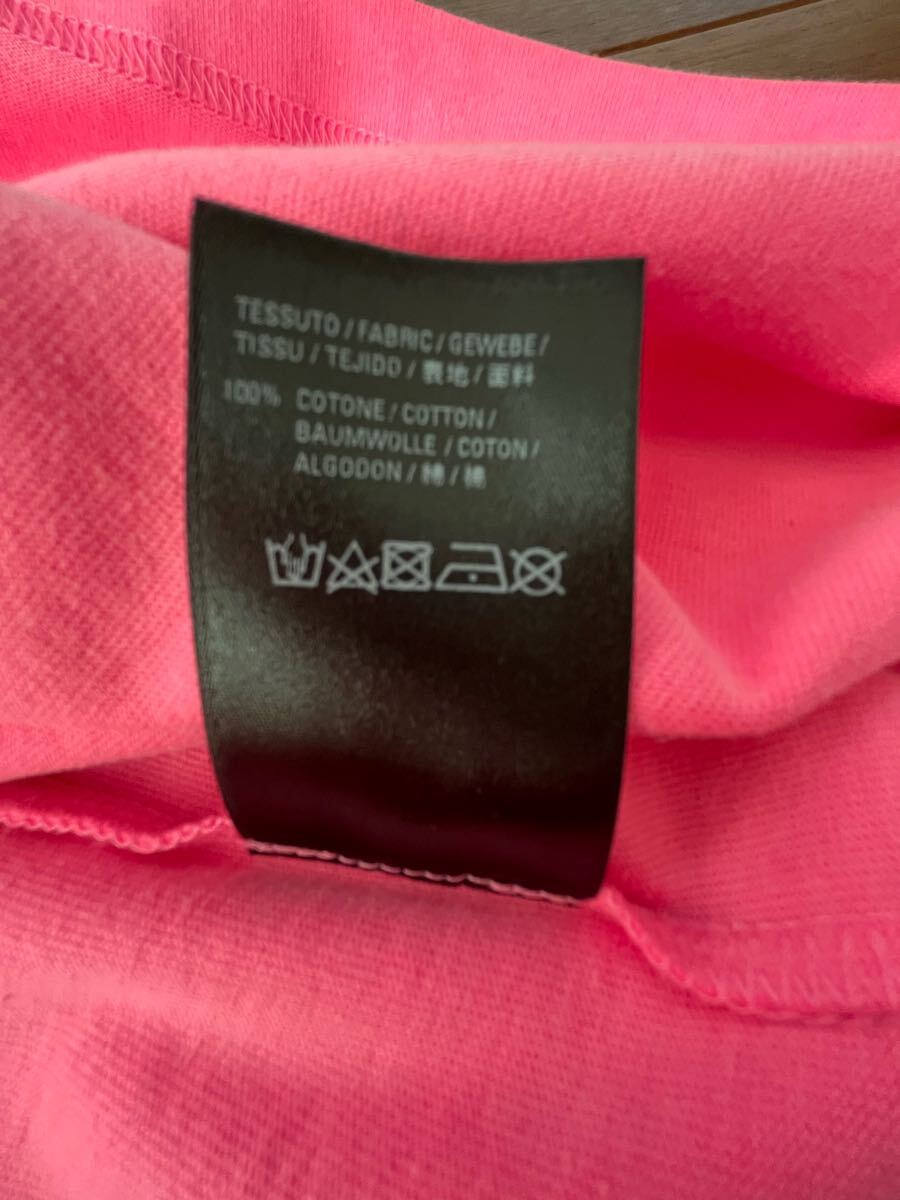 TESSUTO / FABRIC / GEWEBE /
TISSU / TEJIDO / 表地 / 面料
100% COTONE / COTTON /
BAUMWOLLE / COTON /
ALGODON / 綿 / 棉